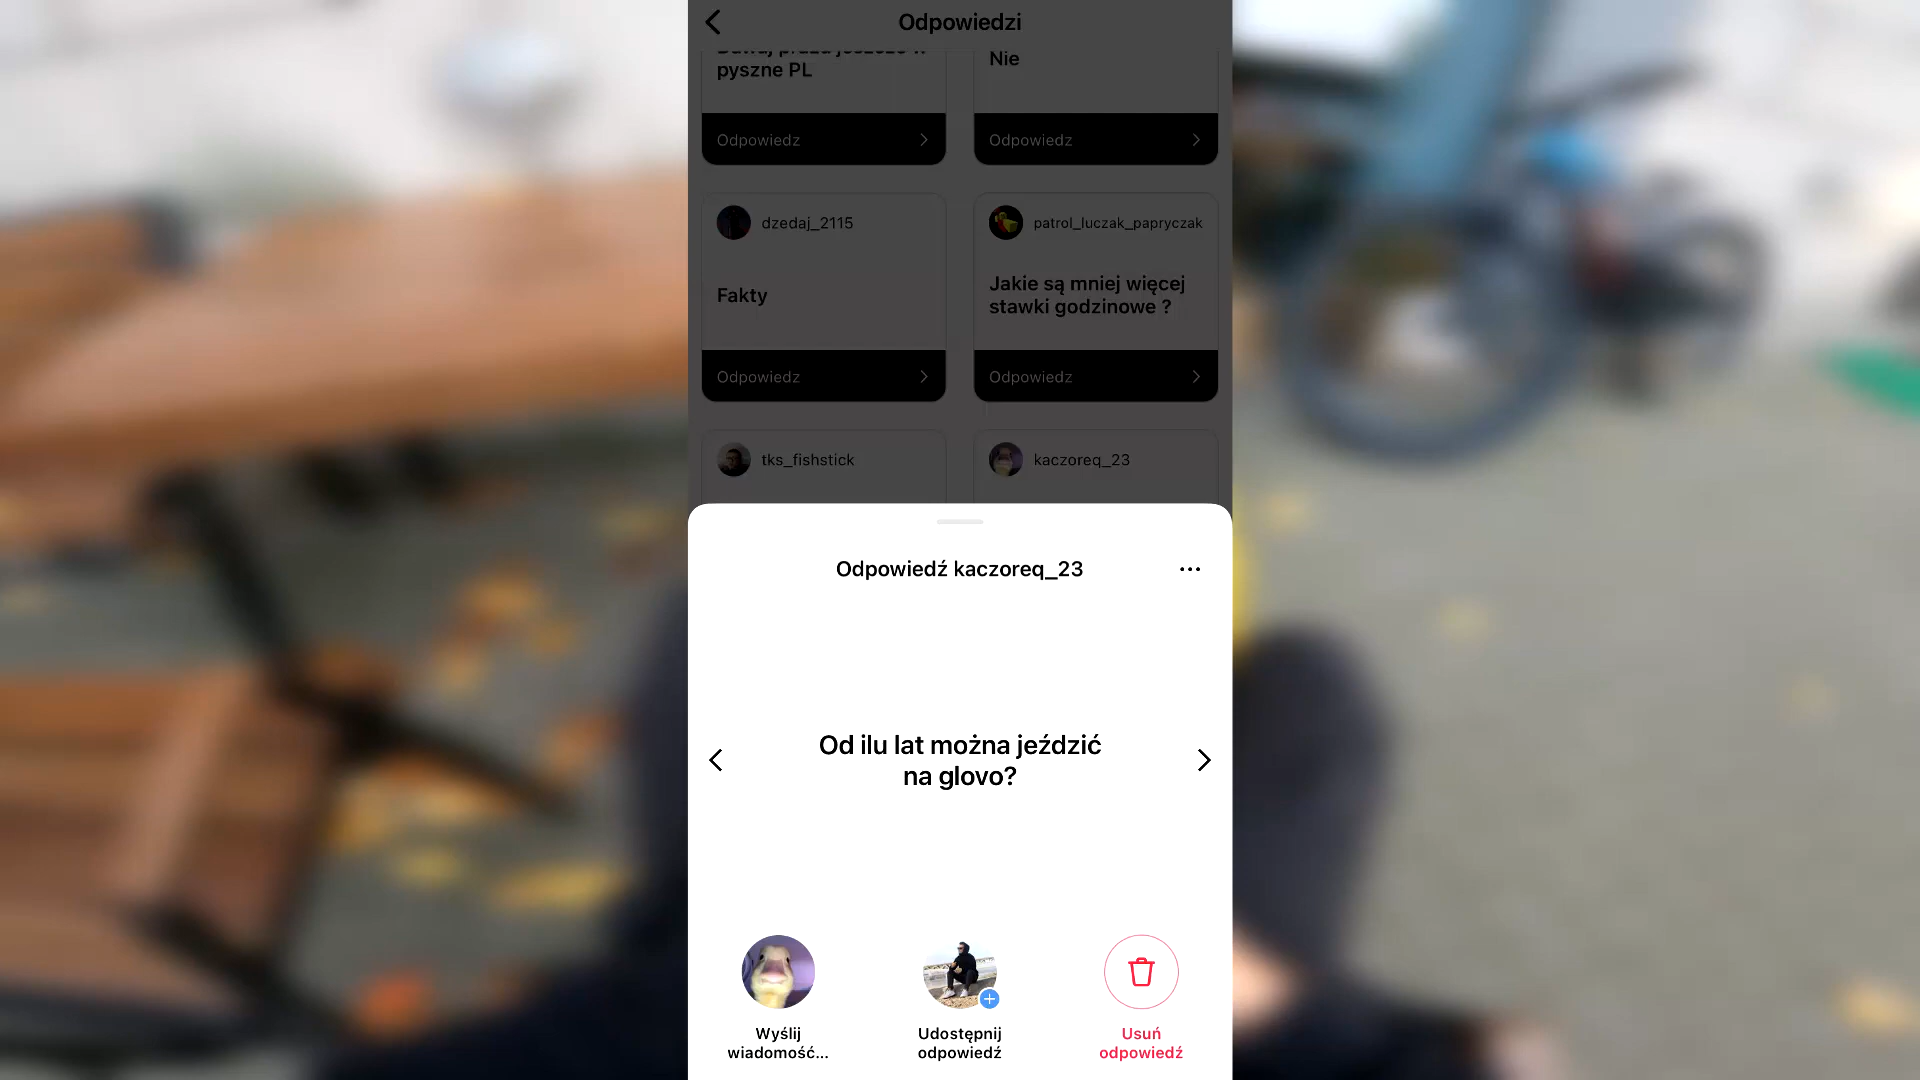 Odpowiedzi
pyszne PL
Nie
Odpowiedz
Odpowiedz
dzedaj_2115
patrol_luczak_papryczak
Fakty
Jakie są mniej więcej
stawki godzinowe ?
Odpowiedz
Odpowiedz
tks_fishstick
kaczoreq_23
Odpowiedź kaczoreq_23
Od ilu lat można jeździć
na glovo?
Wyślij
wiadomość...
Udostępnij
odpowiedź
Usuń
odpowiedź